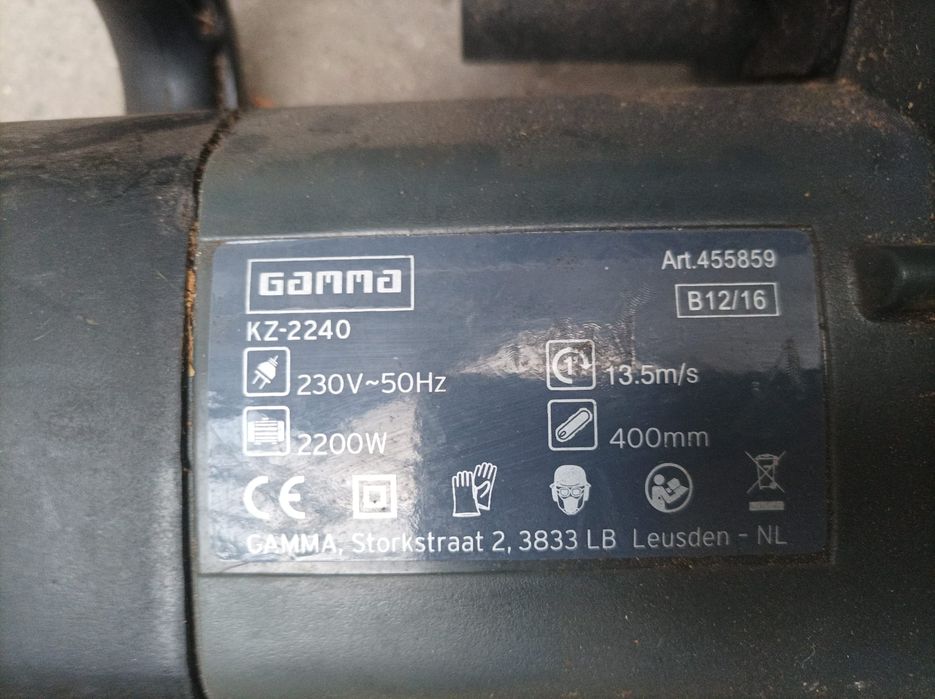 GAMMA
Art.455859
B12/16
KZ-2240
230V~50Hz
13.5m/s
2200W
400mm
CE
GAMMA, Storkstraat 2, 3833 LB Leusden - NL